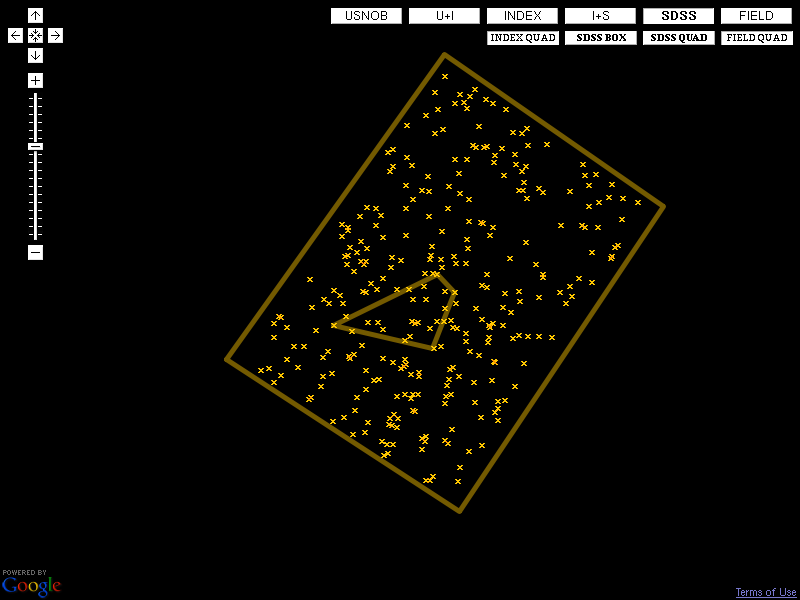 USNOB U+I INDEX I+S SDSS FIELD
INDEX QUAD SDSS BOX SDSS QUAD FIELD QUAD
POWERED BY
Google
Terms of Use